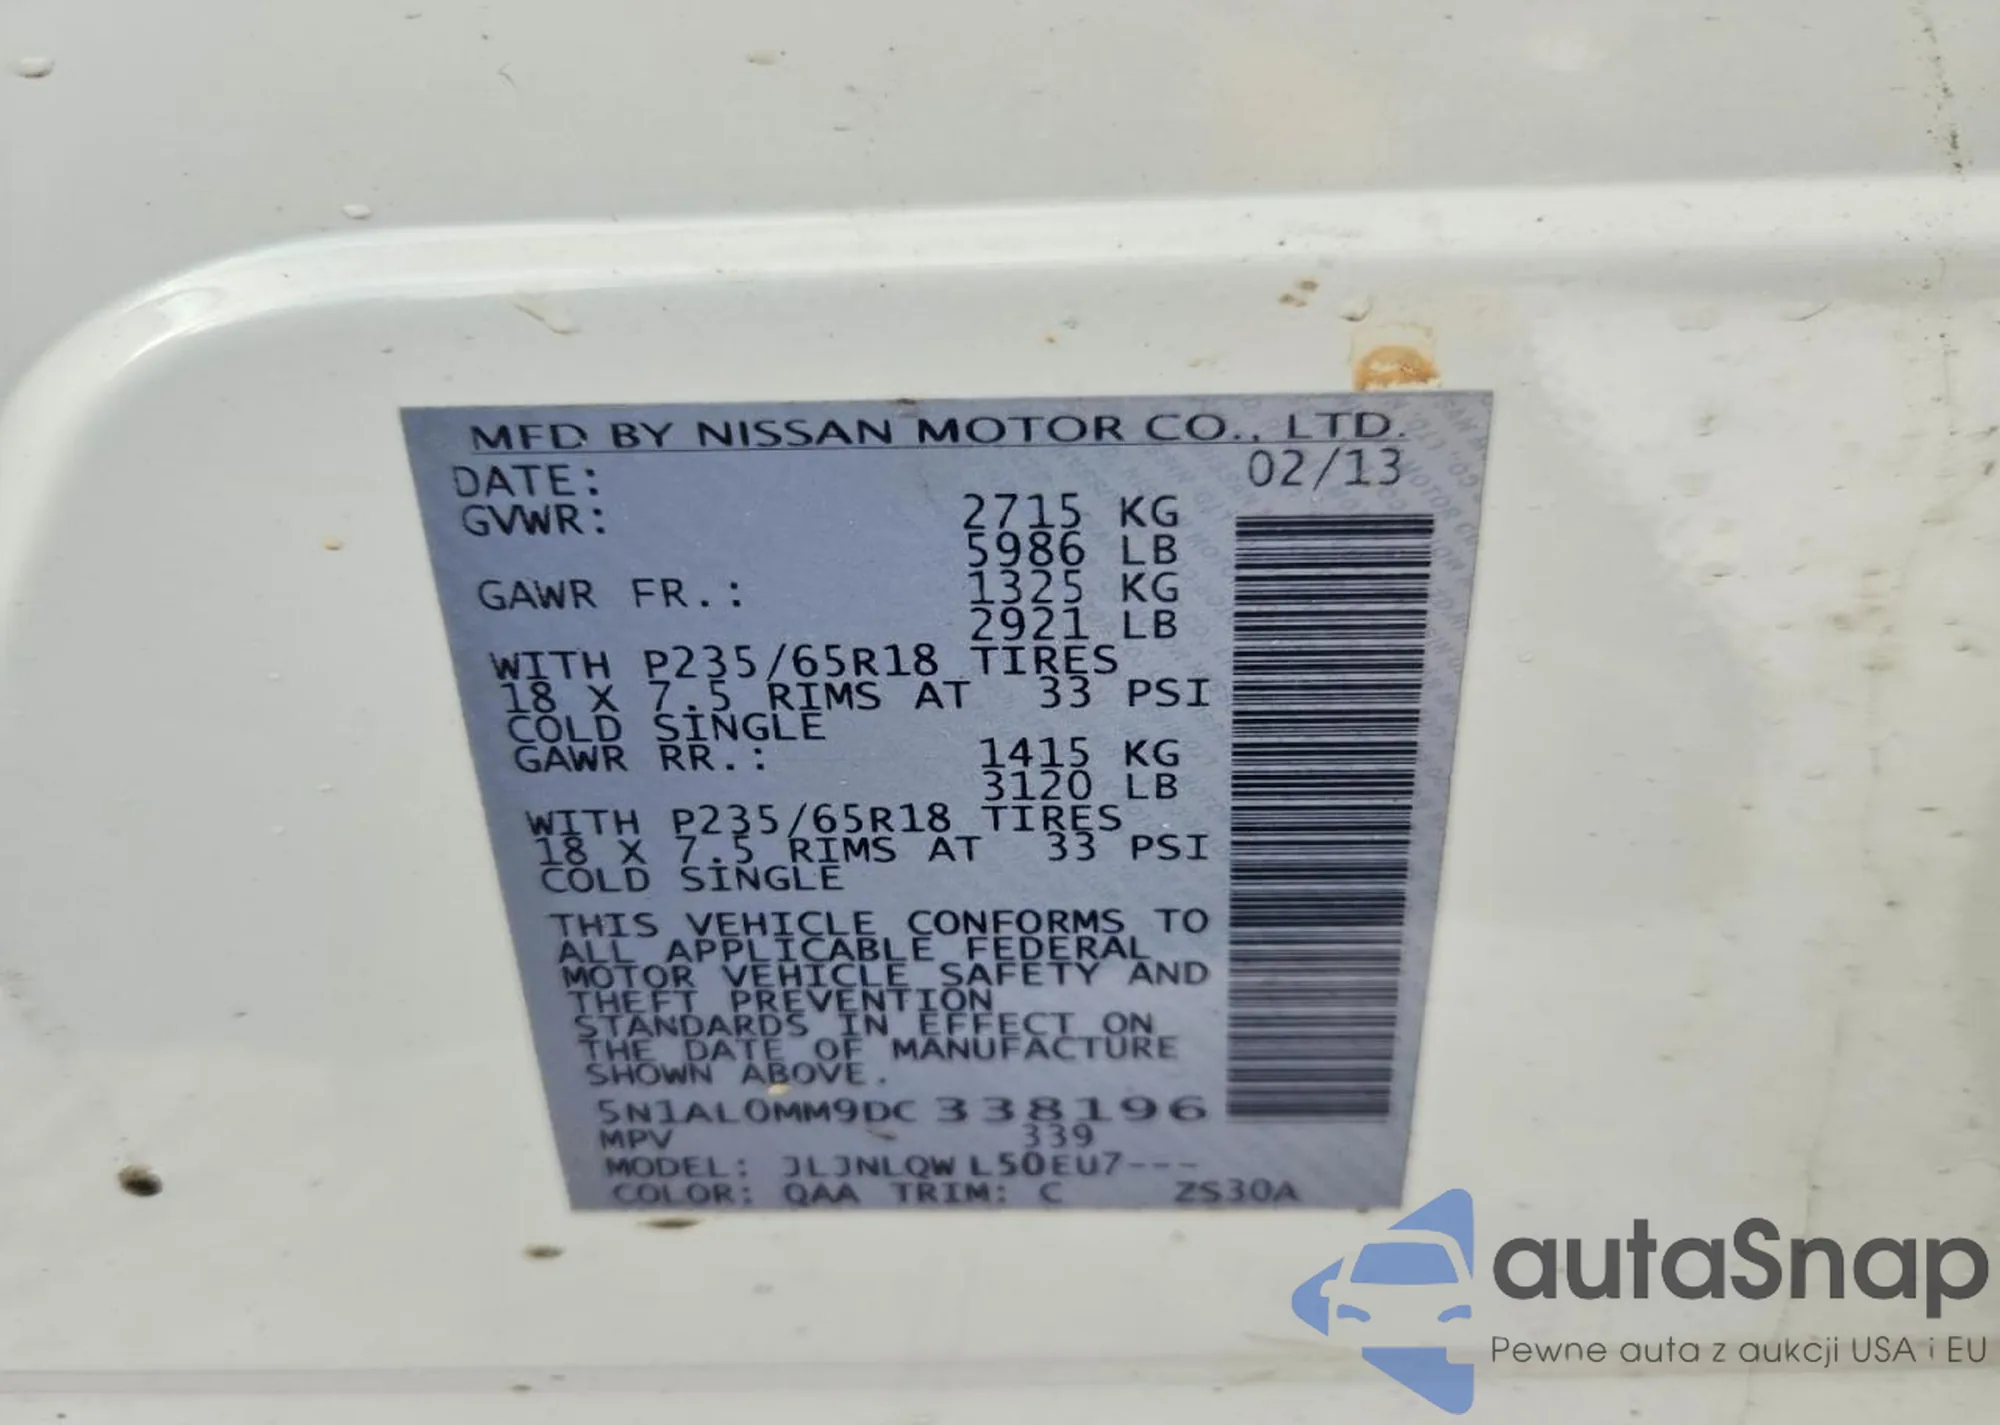 MFD BY NISSAN MOTOR CO., LTD.
DATE: 02/13
GVWR: 2715 KG
5986 LB
GAWR FR.: 1325 KG
2921 LB
WITH P235/65R18 TIRES
18 X 7.5 RIMS AT 33 PSI
COLD SINGLE
GAWR RR.: 1415 KG
3120 LB
WITH P235/65R18 TIRES
18 X 7.5 RIMS AT 33 PSI
COLD SINGLE
THIS VEHICLE CONFORMS TO
ALL APPLICABLE FEDERAL
MOTOR VEHICLE SAFETY AND
THEFT PREVENTION
STANDARDS IN EFFECT ON
THE DATE OF MANUFACTURE
SHOWN ABOVE.
5N1AL0MM9DC 338196
MPV 339
MODEL: JLJNLQW L50EU7---
COLOR: QAA TRIM: C ZS30A
autaSnap
Pewne auta z aukcji USA i EU